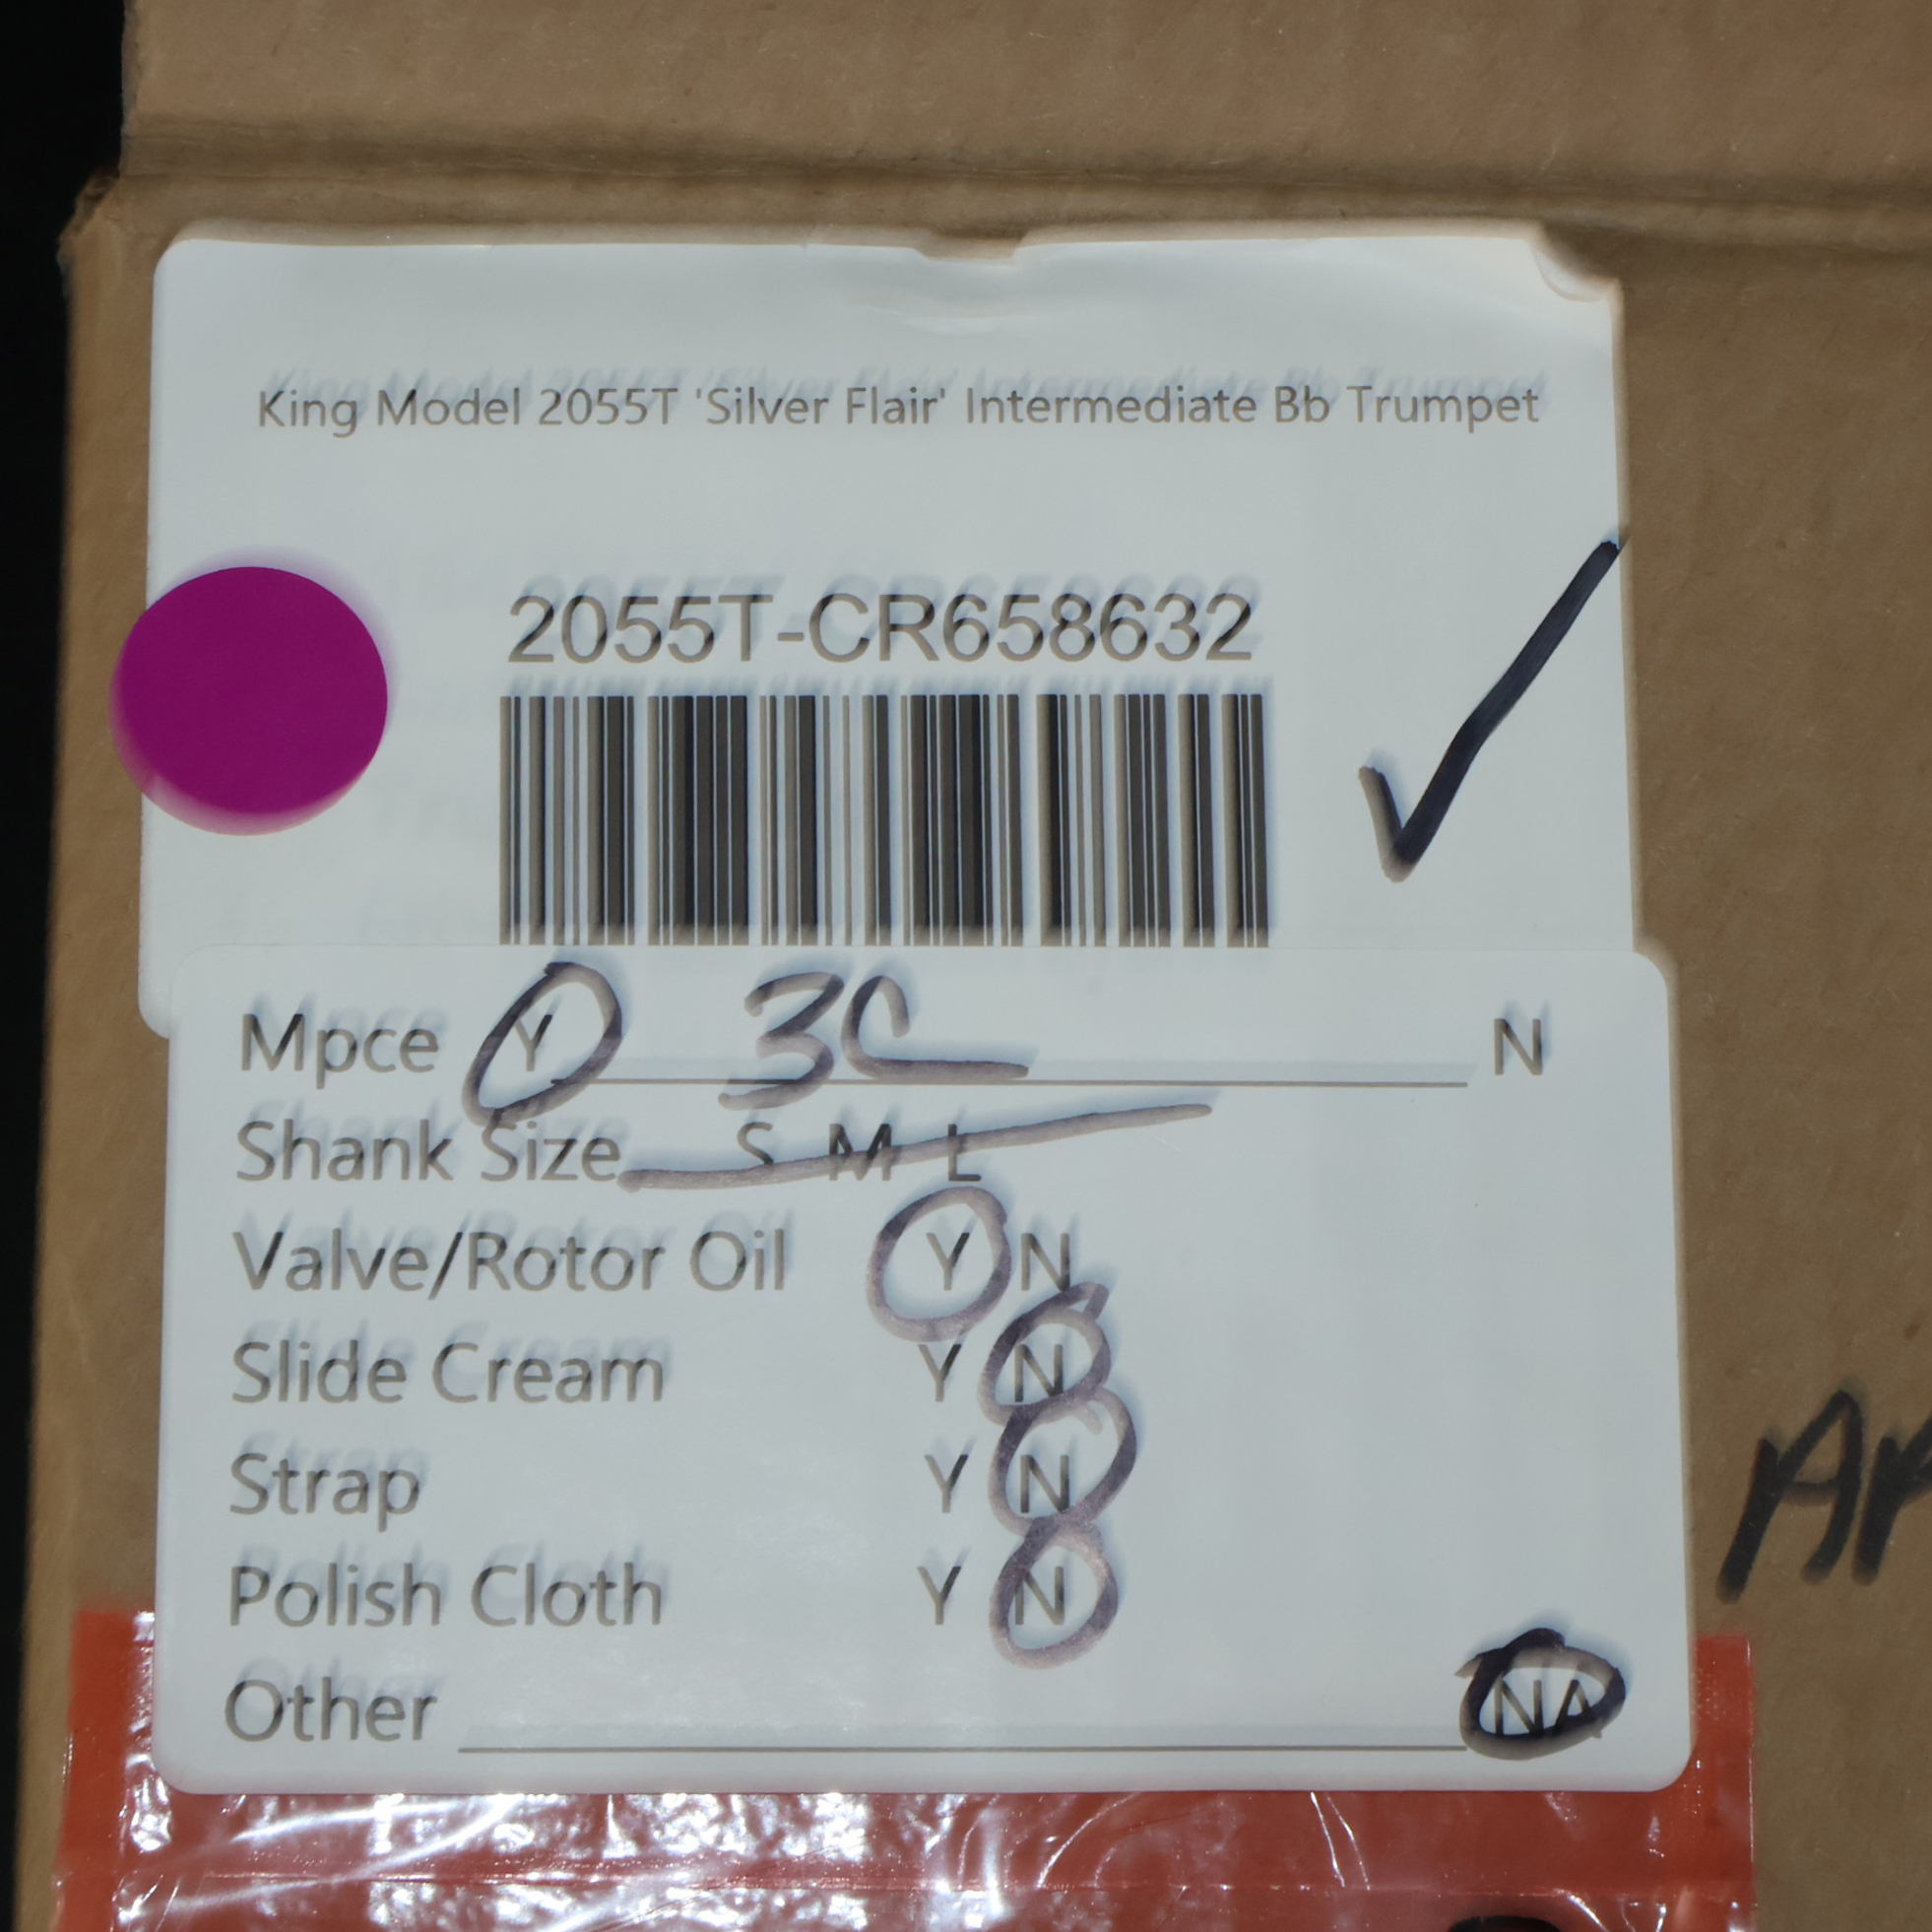 King Model 2055T 'Silver Flair' Intermediate Bb Trumpet
2055T-CR658632
Mpce Y 3C N
Shank Size S M L
Valve/Rotor Oil Y N
Slide Cream Y N
Strap Y N
Polish Cloth Y N
Other NA